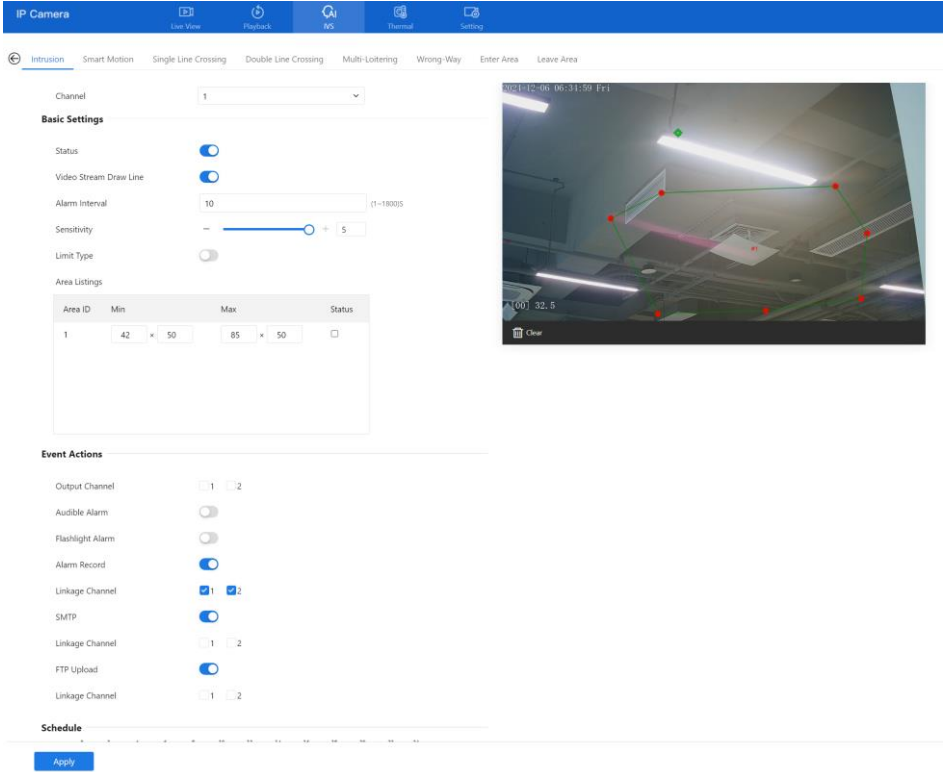 IP Camera
Live View Playback IVS Thermal Setting
Intrusion Smart Motion Single Line Crossing Double Line Crossing Multi-Loitering Wrong-Way Enter Area Leave Area
Channel 1
Basic Settings
Status
Video Stream Draw Line
Alarm Interval 10 (1~1800)S
Sensitivity − + 5
Limit Type
Area Listings
Area ID Min Max Status
1 42 × 50 85 × 50
Event Actions
Output Channel 1 2
Audible Alarm
Flashlight Alarm
Alarm Record
Linkage Channel 1 2
SMTP
Linkage Channel 1 2
FTP Upload
Linkage Channel 1 2
Schedule
Apply
2024-12-06 06:34:59 Fri
#1
[00] 32.5
Clear